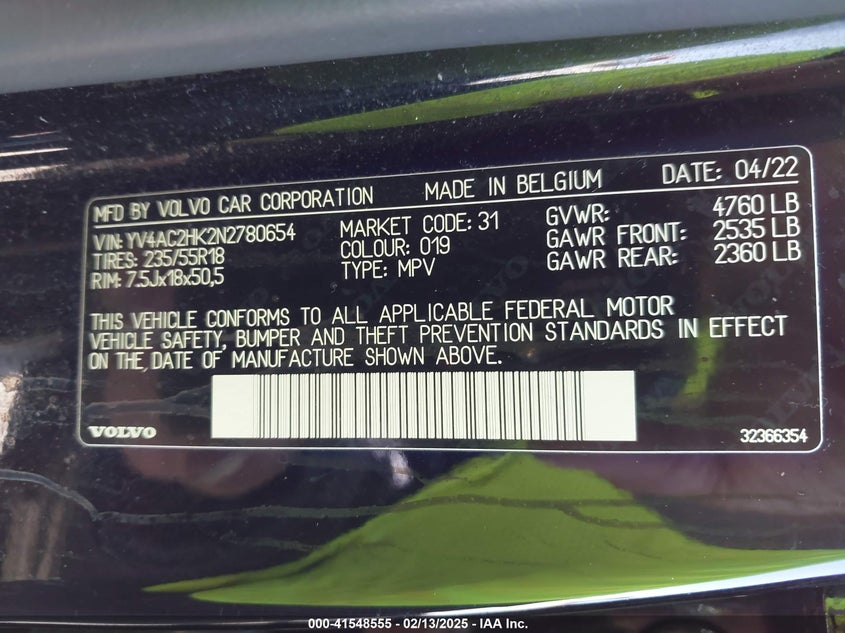 MFD BY VOLVO CAR CORPORATION MADE IN BELGIUM DATE: 04/22
VIN: YV4AC2HK2N2780654 MARKET CODE: 31 GVWR: 4760 LB
TIRES: 235/55R18 COLOUR: 019 GAWR FRONT: 2535 LB
RIM: 7.5Jx18x50,5 TYPE: MPV GAWR REAR: 2360 LB
THIS VEHICLE CONFORMS TO ALL APPLICABLE FEDERAL MOTOR
VEHICLE SAFETY, BUMPER AND THEFT PREVENTION STANDARDS IN EFFECT
ON THE DATE OF MANUFACTURE SHOWN ABOVE.
VOLVO 32366354
000-41548555 — 02/13/2025 — IAA Inc.